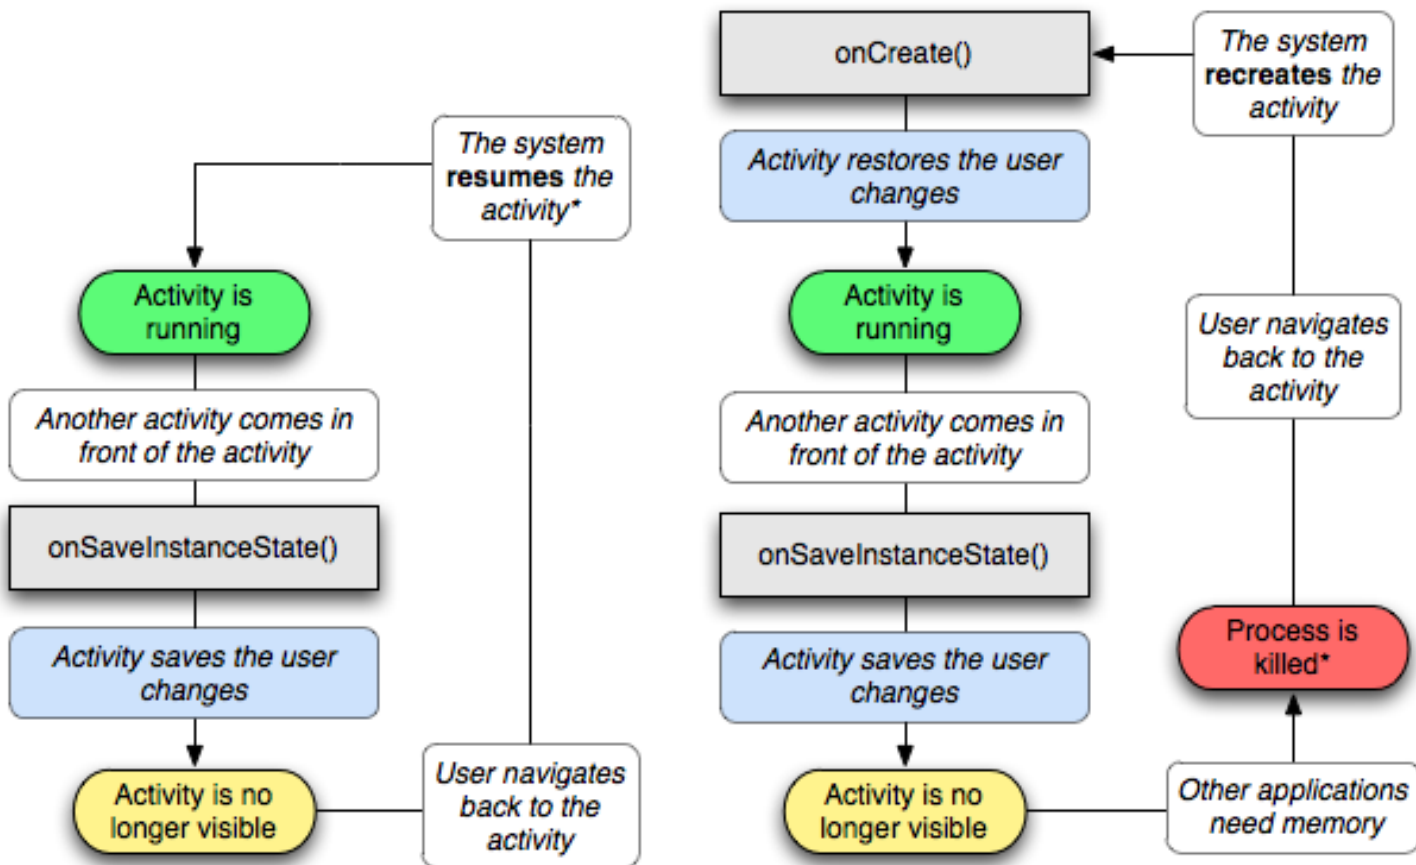 The system
resumes the
activity*
Activity is
running
Another activity comes in
front of the activity
onSaveInstanceState()
Activity saves the user
changes
Activity is no
longer visible
User navigates
back to the
activity
onCreate()
The system
recreates the
activity
Activity restores the user
changes
Activity is
running
Another activity comes in
front of the activity
onSaveInstanceState()
Activity saves the user
changes
Activity is no
longer visible
Other applications
need memory
Process is
killed*
User navigates
back to the
activity